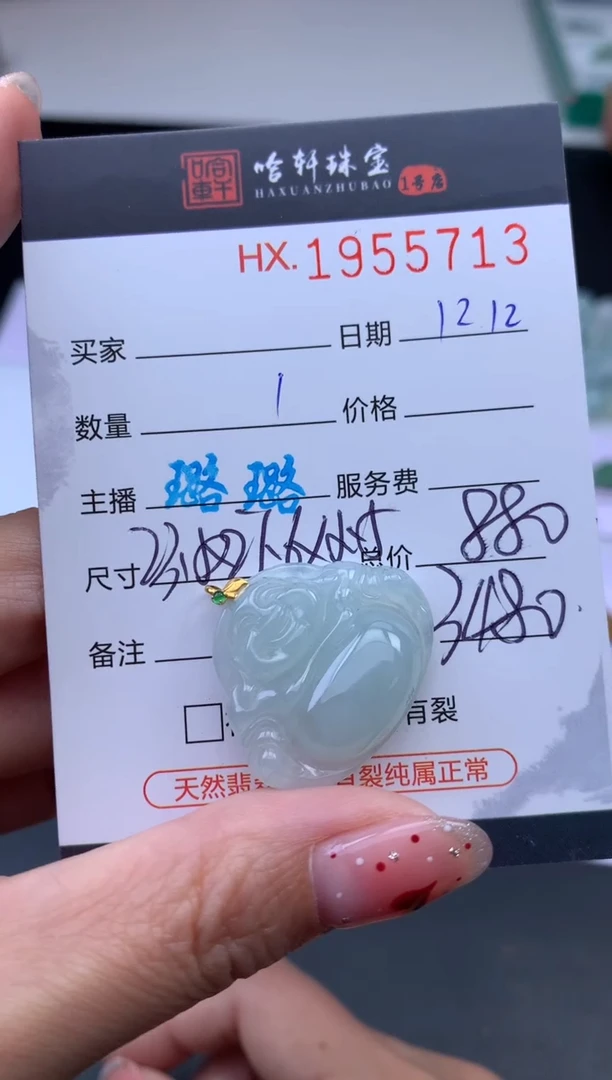 哈轩珠宝
HAXUANZHUBAO 1号店
HX.1955713
买家 日期 12.12
数量 1 价格
主播 璐璐 服务费
尺寸 总价 880
备注 3480.
有裂
天然翡 裂纯属正常